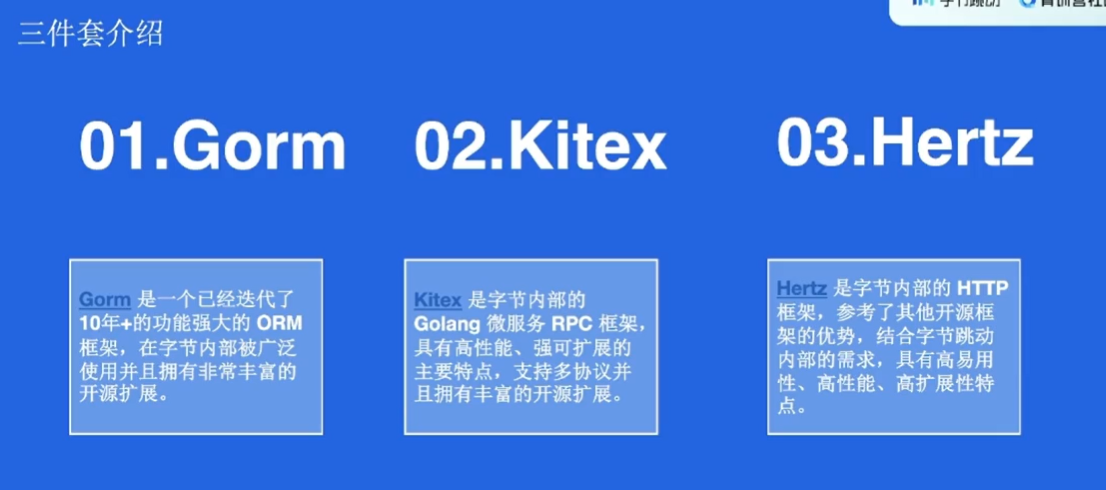 三件套介绍
01.Gorm
02.Kitex
03.Hertz
Gorm 是一个已经迭代了
10年+的功能强大的 ORM
框架，在字节内部被广泛
使用并且拥有非常丰富的
开源扩展。
Kitex 是字节内部的
Golang 微服务 RPC 框架，
具有高性能、强可扩展的
主要特点，支持多协议并
且拥有丰富的开源扩展。
Hertz 是字节内部的 HTTP
框架，参考了其他开源框
架的优势，结合字节跳动
内部的需求，具有高易用
性、高性能、高扩展性特
点。